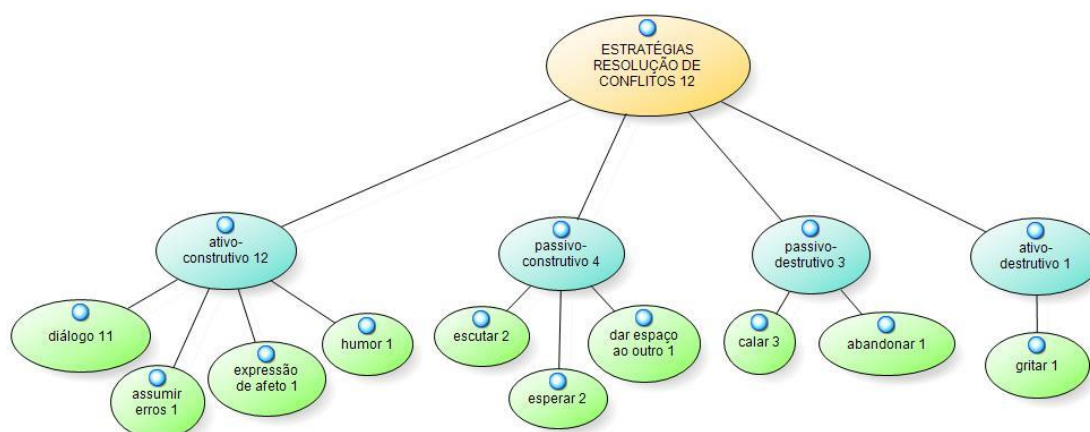 ESTRATÉGIAS
RESOLUÇÃO DE
CONFLITOS 12
ativo-
construtivo 12
passivo-
construtivo 4
passivo-
destrutivo 3
ativo-
destrutivo 1
diálogo 11
assumir
erros 1
expressão
de afeto 1
humor 1
escutar 2
esperar 2
dar espaço
ao outro 1
calar 3
abandonar 1
gritar 1